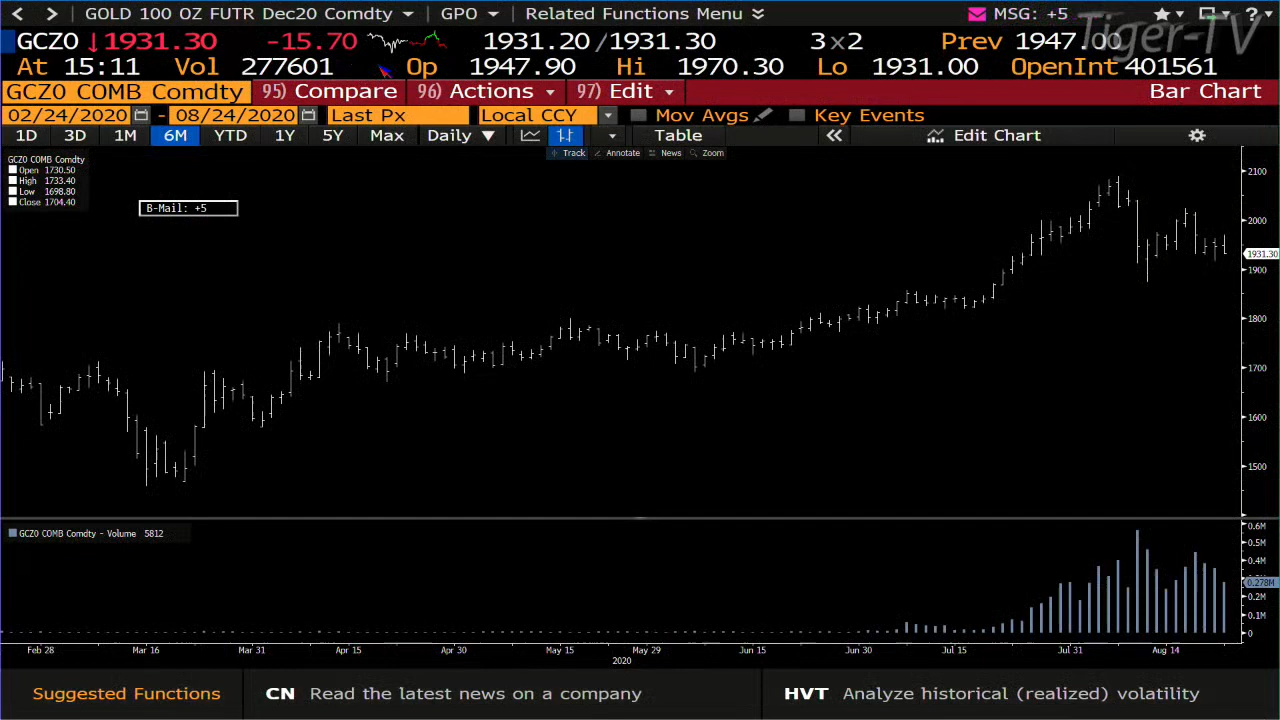 GOLD 100 OZ FUTR Dec20 Comdty GPO Related Functions Menu MSG: +5 ?
Tiger-TV
GCZ0 ↓1931.30 -15.70 1931.20 /1931.30 3×2 Prev 1947.00
At 15:11 Vol 277601 Op 1947.90 Hi 1970.30 Lo 1931.00 OpenInt 401561
GCZ0 COMB Comdty 95) Compare 96) Actions 97) Edit Bar Chart
02/24/2020 - 08/24/2020 Last Px Local CCY Mov Avgs Key Events
1D 3D 1M 6M YTD 1Y 5Y Max Daily ▼ Table « Edit Chart
Track Annotate News Zoom
GCZ0 COMB Comdty
Open 1730.50
High 1733.40
Low 1698.80
Close 1704.40
B-Mail: +5
2100
2000
1931.30
1900
1800
1700
1600
1500
GCZ0 COMB Comdty - Volume 5812
0.6M
0.5M
0.4M
0.278M
0.2M
0.1M
0
Feb 28 Mar 16 Mar 31 Apr 15 Apr 30 May 15 May 29 Jun 15 Jun 30 Jul 15 Jul 31 Aug 14
2020
Suggested Functions CN Read the latest news on a company HVT Analyze historical (realized) volatility